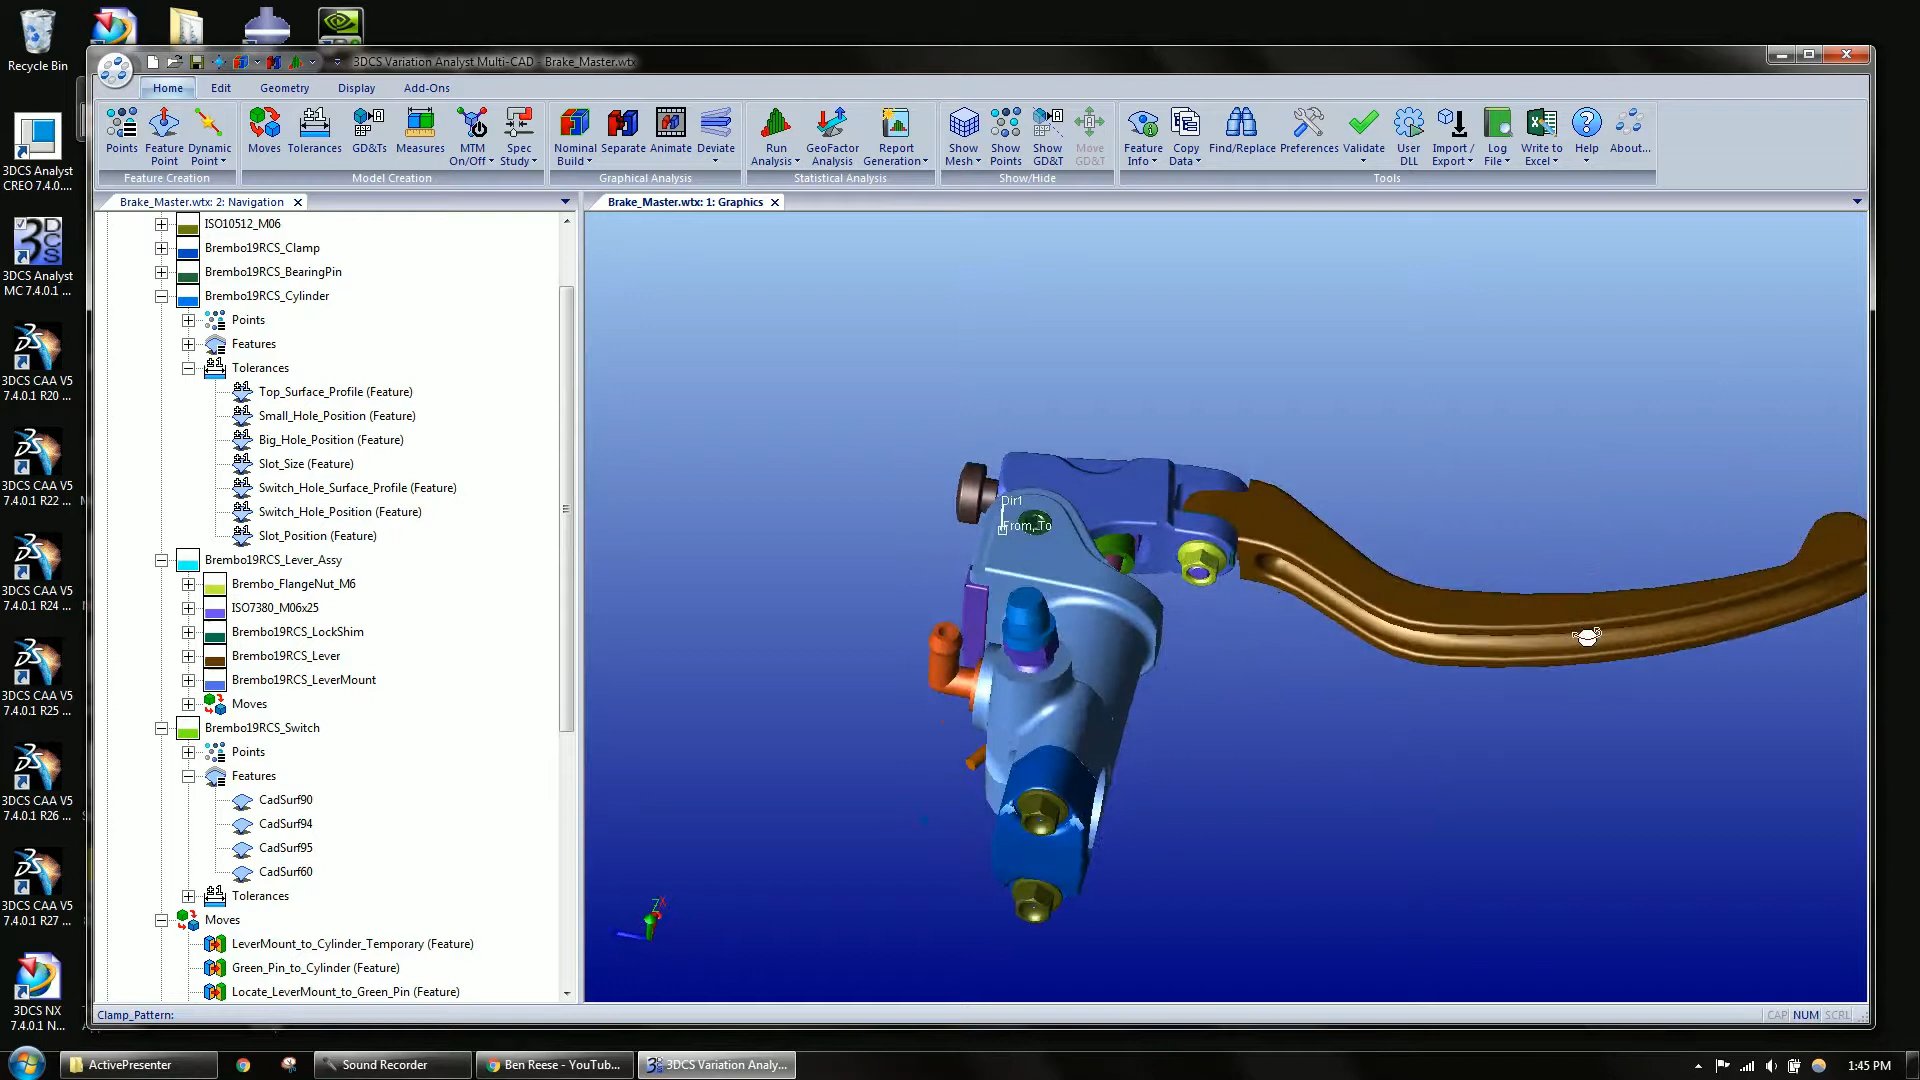 Recycle Bin
3DCS Analyst
CREO 7.4.0....
3DCS Analyst
MC 7.4.0.1 ...
3DCS CAA V5
7.4.0.1 R20 ...
3DCS CAA V5
7.4.0.1 R22 ...
3DCS CAA V5
7.4.0.1 R24 ...
3DCS CAA V5
7.4.0.1 R25 ...
3DCS CAA V5
7.4.0.1 R26 ...
3DCS CAA V5
7.4.0.1 R27 ...
3DCS NX
7.4.0.1 N...
3DCS Variation Analyst Multi-CAD - Brake_Master.wtx
Home Edit Geometry Display Add-Ons
Points
Feature Point
Dynamic Point
Feature Creation
Moves
Tolerances
GD&Ts
Measures
MTM On/Off
Spec Study
Model Creation
Nominal Build
Separate
Animate
Deviate
Graphical Analysis
Run Analysis
GeoFactor Analysis
Report Generation
Statistical Analysis
Show Mesh
Show Points
Show GD&T
Move GD&T
Show/Hide
Feature Info
Copy Data
Find/Replace
Preferences
Validate
User DLL
Import / Export
Log File
Write to Excel
Help
About...
Tools
Brake_Master.wtx: 2: Navigation
Brake_Master.wtx: 1: Graphics
ISO10512_M06
Brembo19RCS_Clamp
Brembo19RCS_BearingPin
Brembo19RCS_Cylinder
Points
Features
Tolerances
Top_Surface_Profile (Feature)
Small_Hole_Position (Feature)
Big_Hole_Position (Feature)
Slot_Size (Feature)
Switch_Hole_Surface_Profile (Feature)
Switch_Hole_Position (Feature)
Slot_Position (Feature)
Brembo19RCS_Lever_Assy
Brembo_FlangeNut_M6
ISO7380_M06x25
Brembo19RCS_LockShim
Brembo19RCS_Lever
Brembo19RCS_LeverMount
Moves
Brembo19RCS_Switch
Points
Features
CadSurf90
CadSurf94
CadSurf95
CadSurf60
Tolerances
Moves
LeverMount_to_Cylinder_Temporary (Feature)
Green_Pin_to_Cylinder (Feature)
Locate_LeverMount_to_Green_Pin (Feature)
Dir1
From, To
Z X
Clamp_Pattern:
CAP NUM SCRL
ActivePresenter
Sound Recorder
Ben Reese - YouTub...
3DCS Variation Analy...
1:45 PM